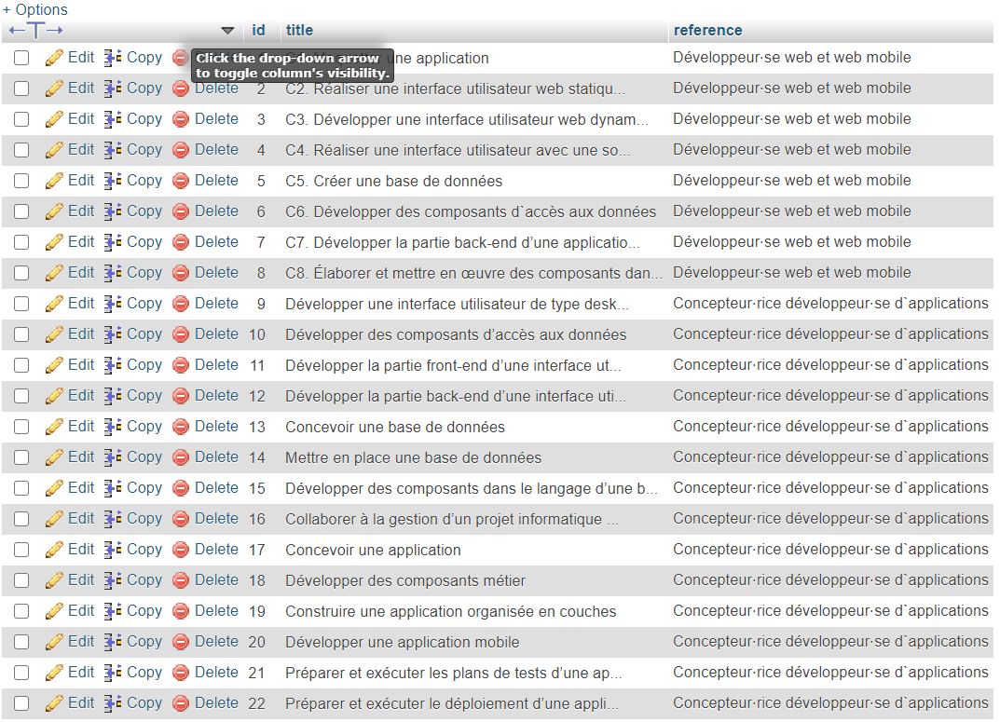 + Options
←T→ id title reference
Edit Copy une application Développeur·se web et web mobile
Click the drop-down arrow
to toggle column's visibility.
Edit Copy Delete 2 C2. Réaliser une interface utilisateur web statiqu... Développeur·se web et web mobile
Edit Copy Delete 3 C3. Développer une interface utilisateur web dynam... Développeur·se web et web mobile
Edit Copy Delete 4 C4. Réaliser une interface utilisateur avec une so... Développeur·se web et web mobile
Edit Copy Delete 5 C5. Créer une base de données Développeur·se web et web mobile
Edit Copy Delete 6 C6. Développer des composants d`accès aux données Développeur·se web et web mobile
Edit Copy Delete 7 C7. Développer la partie back-end d’une applicatio... Développeur·se web et web mobile
Edit Copy Delete 8 C8. Élaborer et mettre en œuvre des composants dan... Développeur·se web et web mobile
Edit Copy Delete 9 Développer une interface utilisateur de type desk... Concepteur·rice développeur·se d`applications
Edit Copy Delete 10 Développer des composants d’accès aux données Concepteur·rice développeur·se d`applications
Edit Copy Delete 11 Développer la partie front-end d’une interface ut... Concepteur·rice développeur·se d`applications
Edit Copy Delete 12 Développer la partie back-end d’une interface uti... Concepteur·rice développeur·se d`applications
Edit Copy Delete 13 Concevoir une base de données Concepteur·rice développeur·se d`applications
Edit Copy Delete 14 Mettre en place une base de données Concepteur·rice développeur·se d`applications
Edit Copy Delete 15 Développer des composants dans le langage d’une b... Concepteur·rice développeur·se d`applications
Edit Copy Delete 16 Collaborer à la gestion d’un projet informatique ... Concepteur·rice développeur·se d`applications
Edit Copy Delete 17 Concevoir une application Concepteur·rice développeur·se d`applications
Edit Copy Delete 18 Développer des composants métier Concepteur·rice développeur·se d`applications
Edit Copy Delete 19 Construire une application organisée en couches Concepteur·rice développeur·se d`applications
Edit Copy Delete 20 Développer une application mobile Concepteur·rice développeur·se d`applications
Edit Copy Delete 21 Préparer et exécuter les plans de tests d’une ap... Concepteur·rice développeur·se d`applications
Edit Copy Delete 22 Préparer et exécuter le déploiement d’une appli... Concepteur·rice développeur·se d`applications